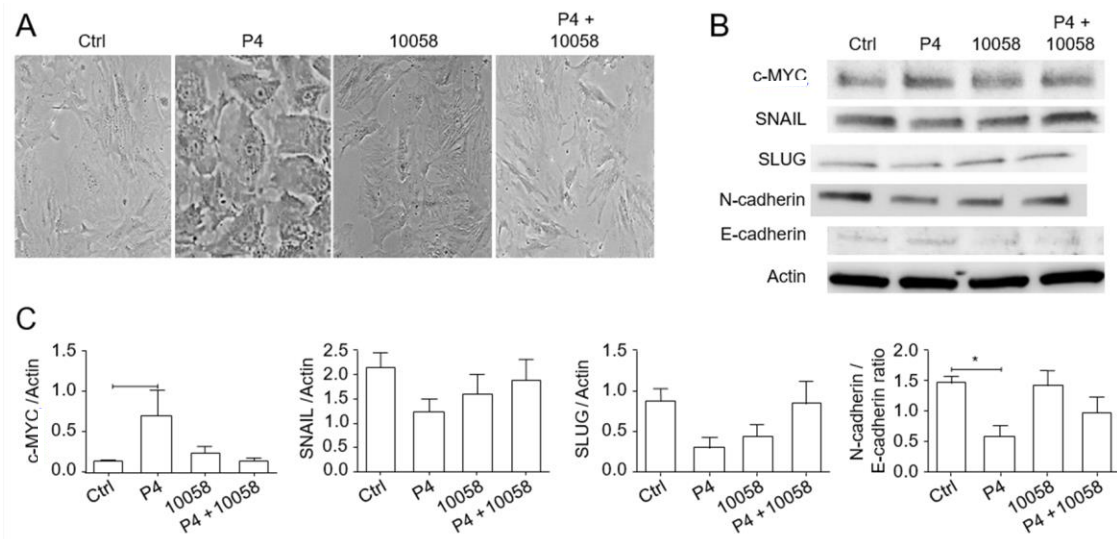 A
Ctrl
P4
10058
P4 +
10058
B
Ctrl
P4
10058
P4 +
10058
c-MYC
SNAIL
SLUG
N-cadherin
E-cadherin
Actin
C
c-MYC/Actin
1.5
1.0
0.5
0.0
Ctrl
P4
10058
P4 + 10058
SNAIL/Actin
2.5
2.0
1.5
1.0
0.5
0.0
Ctrl
P4
10058
P4 + 10058
SLUG/Actin
1.5
1.0
0.5
0.0
Ctrl
P4
10058
P4 + 10058
N-cadherin /
E-cadherin ratio
2.0
1.5
1.0
0.5
0.0
*
Ctrl
P4
10058
P4 + 10058